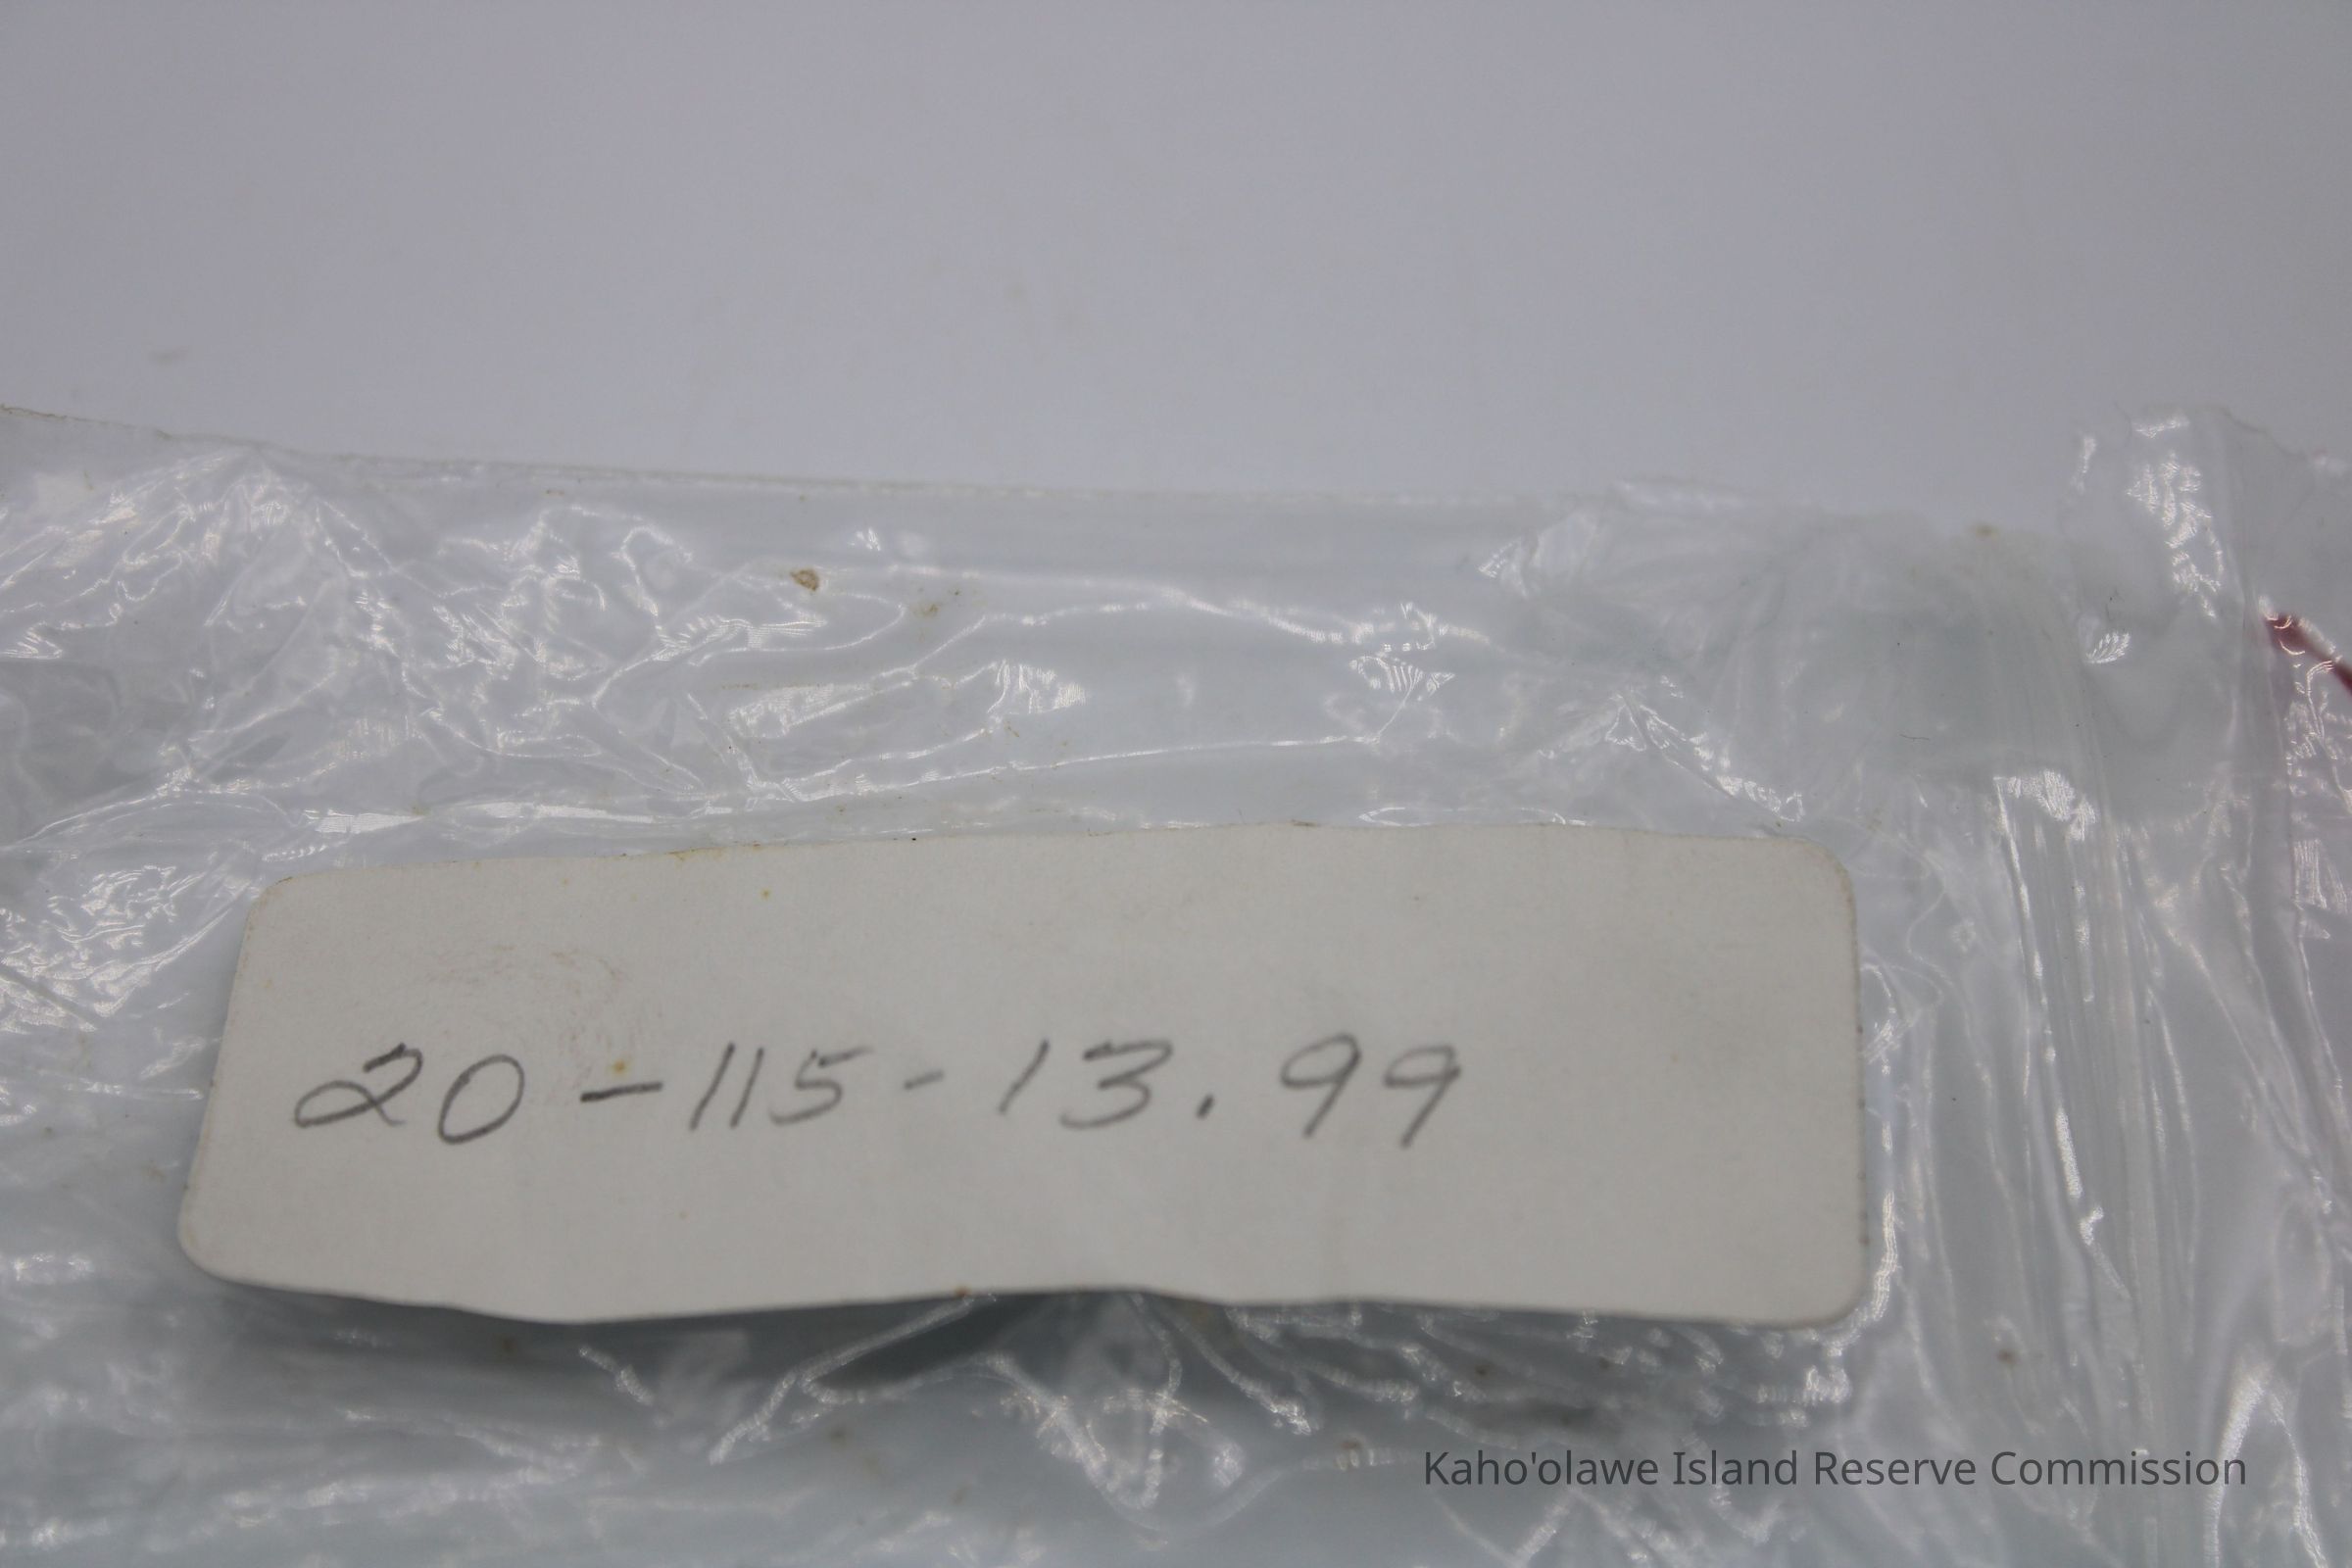 20-115-13.99
Kaho'olawe Island Reserve Commission